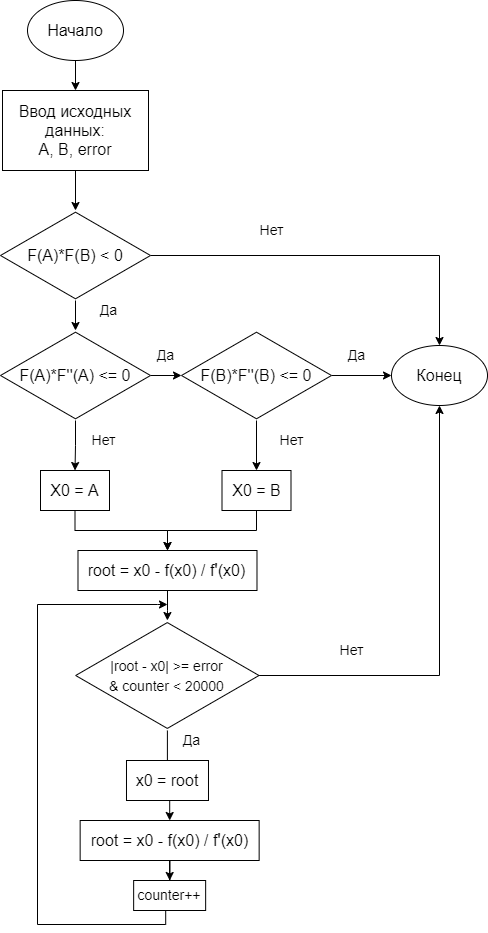 Начало
Ввод исходных
данных:
A, B, error
Нет
F(A)*F(B) < 0
Да
F(A)*F"(A) <= 0
Да
F(B)*F"(B) <= 0
Да
Конец
Нет
Нет
X0 = A
X0 = B
root = x0 - f(x0) / f'(x0)
|root - x0| >= error
& counter < 20000
Нет
Да
x0 = root
root = x0 - f(x0) / f'(x0)
counter++